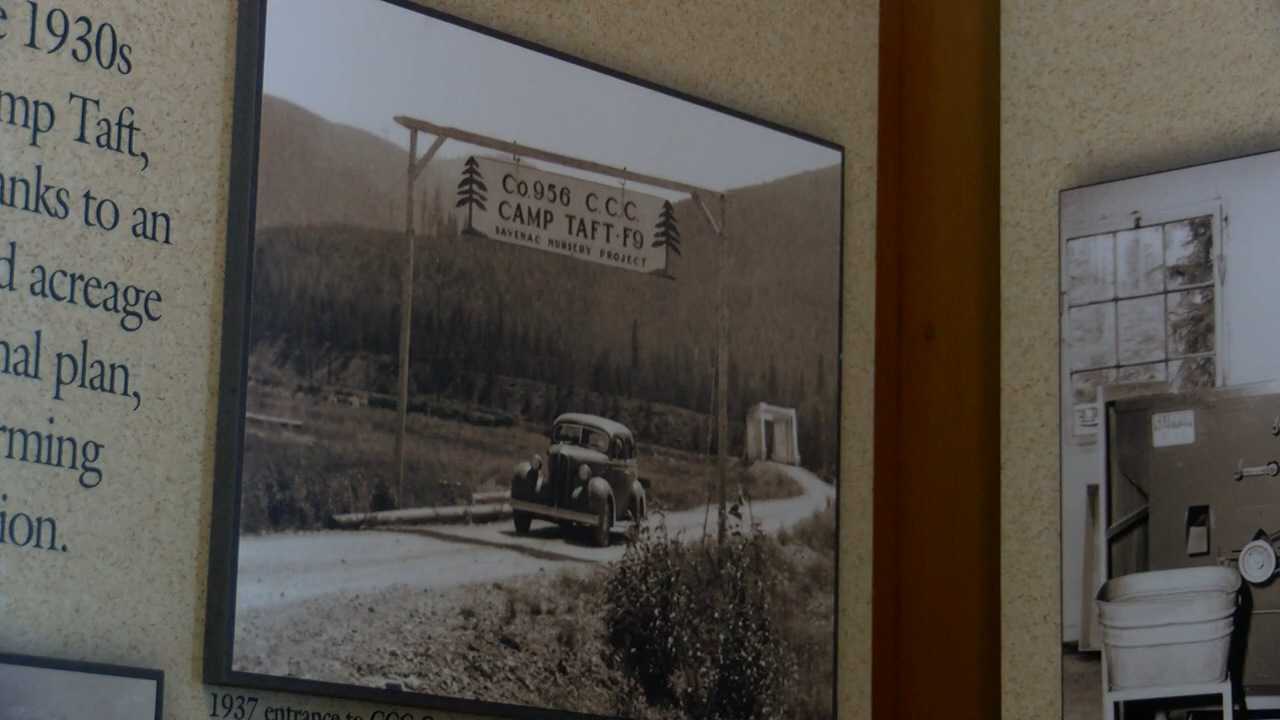 1930s
mp Taft,
anks to an
d acreage
nal plan,
rming
ion.
Co. 956 C.C.C.
CAMP TAFT-F9
SAVENAC NURSERY PROJECT
1937 entrance to CCC